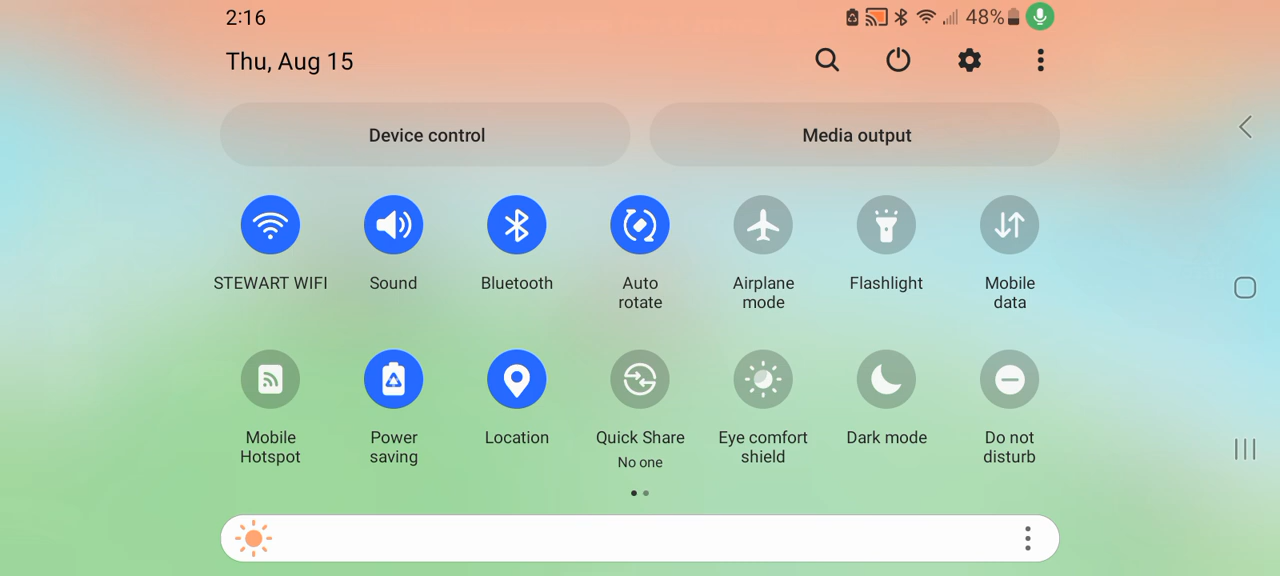 2:16
48%
Thu, Aug 15
Device control
Media output
STEWART WIFI
Sound
Bluetooth
Auto
rotate
Airplane
mode
Flashlight
Mobile
data
Mobile
Hotspot
Power
saving
Location
Quick Share
No one
Eye comfort
shield
Dark mode
Do not
disturb